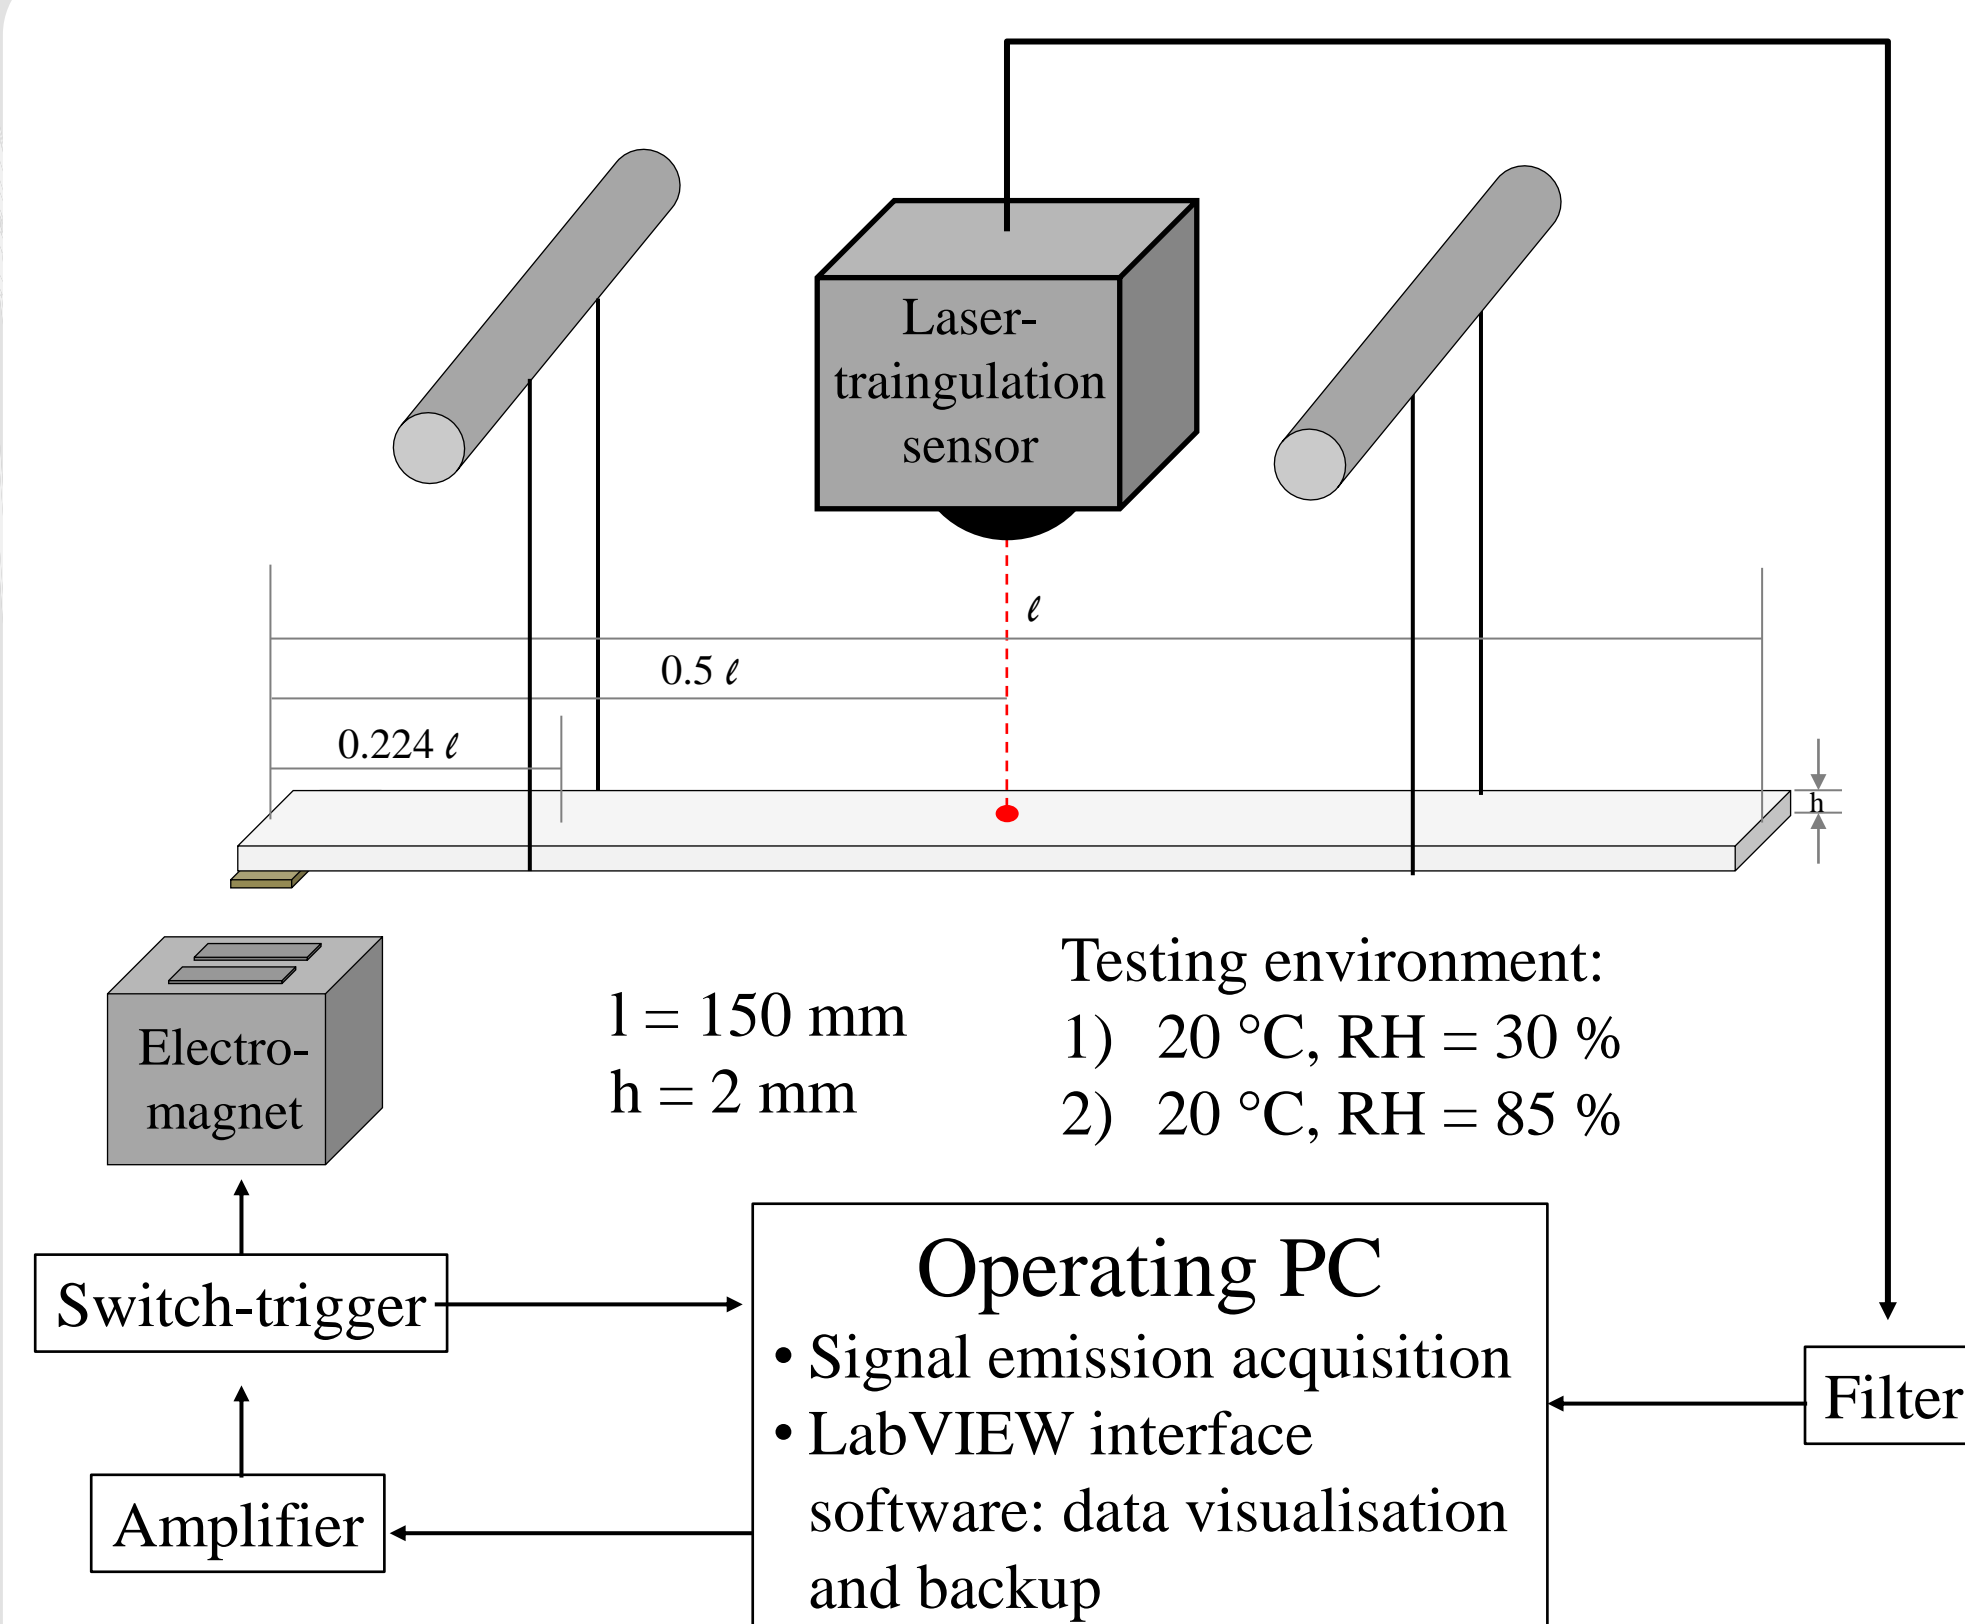 Laser-
traingulation
sensor
ℓ
0.5 ℓ
0.224 ℓ
h
Electro-
magnet
l = 150 mm
h = 2 mm
Testing environment:
1) 20 °C, RH = 30 %
2) 20 °C, RH = 85 %
Switch-trigger
Amplifier
Operating PC
• Signal emission acquisition
• LabVIEW interface
software: data visualisation
and backup
Filter